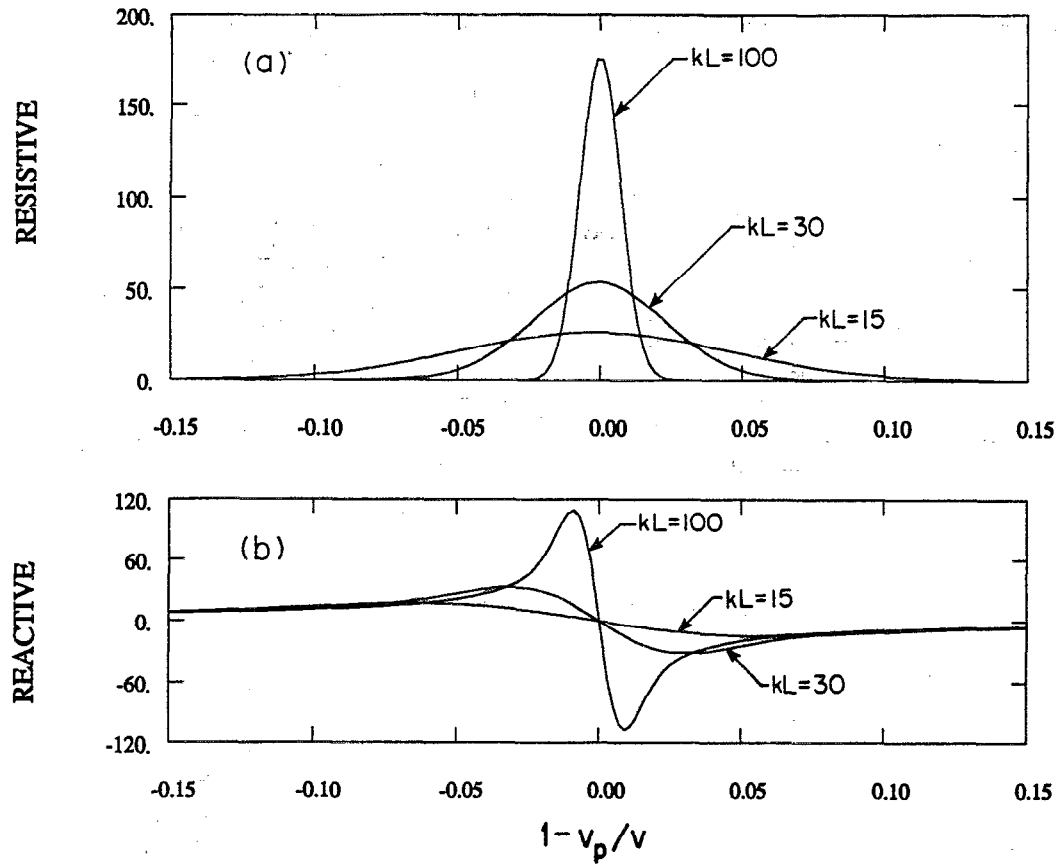 200.
(a)
kL=100
150.
RESISTIVE
100.
kL=30
50.
kL=15
0.
-0.15 -0.10 -0.05 0.00 0.05 0.10 0.15
120.
(b)
kL=100
60.
REACTIVE
kL=15
0.
kL=30
-60.
-120.
-0.15 -0.10 -0.05 0.00 0.05 0.10 0.15
1-vp/v